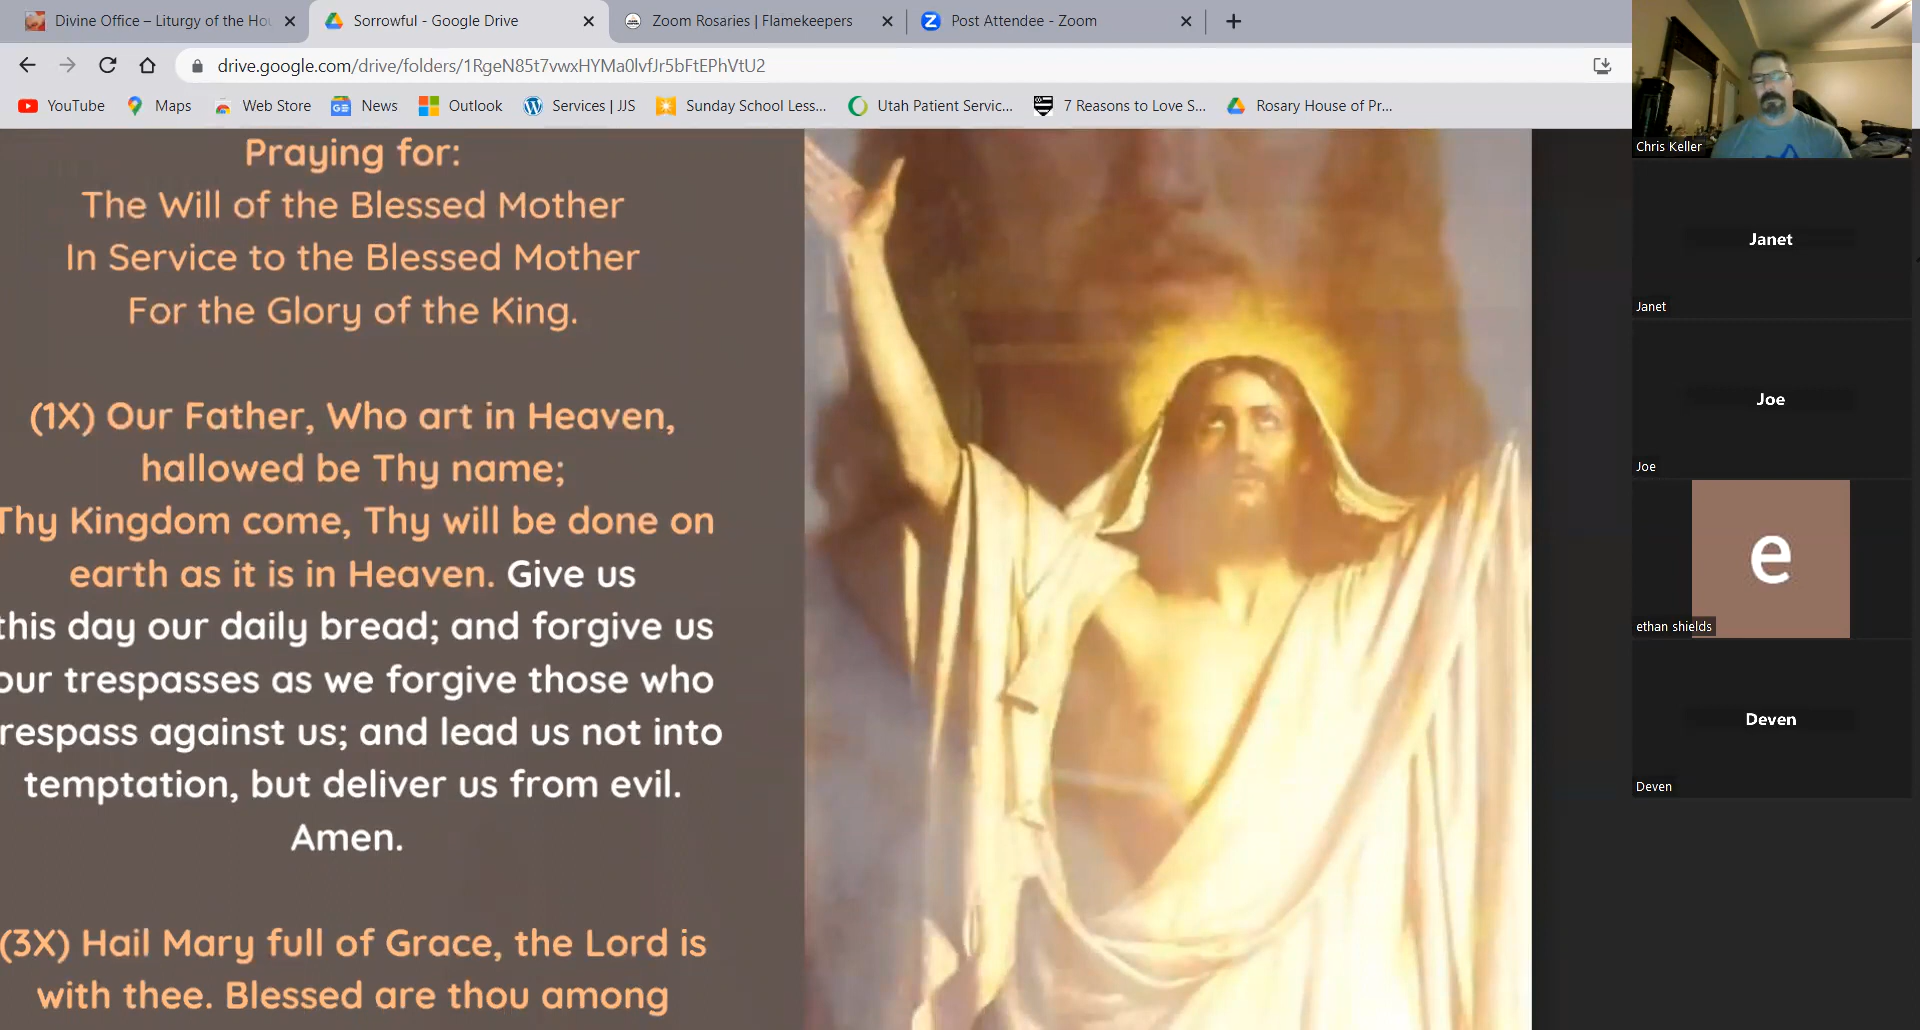 Divine Office – Liturgy of the Hou
Sorrowful - Google Drive
Zoom Rosaries | Flamekeepers
Post Attendee - Zoom
drive.google.com/drive/folders/1RgeN85t7vwxHYMa0lvfJr5bFtEPhVtU2
YouTube
Maps
Web Store
News
Outlook
Services | JJS
Sunday School Less...
Utah Patient Servic...
7 Reasons to Love S...
Rosary House of Pr...
Praying for:
The Will of the Blessed Mother
In Service to the Blessed Mother
For the Glory of the King.
(1X) Our Father, Who art in Heaven,
hallowed be Thy name;
Thy Kingdom come, Thy will be done on
earth as it is in Heaven. Give us
this day our daily bread; and forgive us
our trespasses as we forgive those who
respass against us; and lead us not into
temptation, but deliver us from evil.
Amen.
(3X) Hail Mary full of Grace, the Lord is
with thee. Blessed are thou among
Chris Keller
Janet
Janet
Joe
Joe
e
ethan shields
Deven
Deven